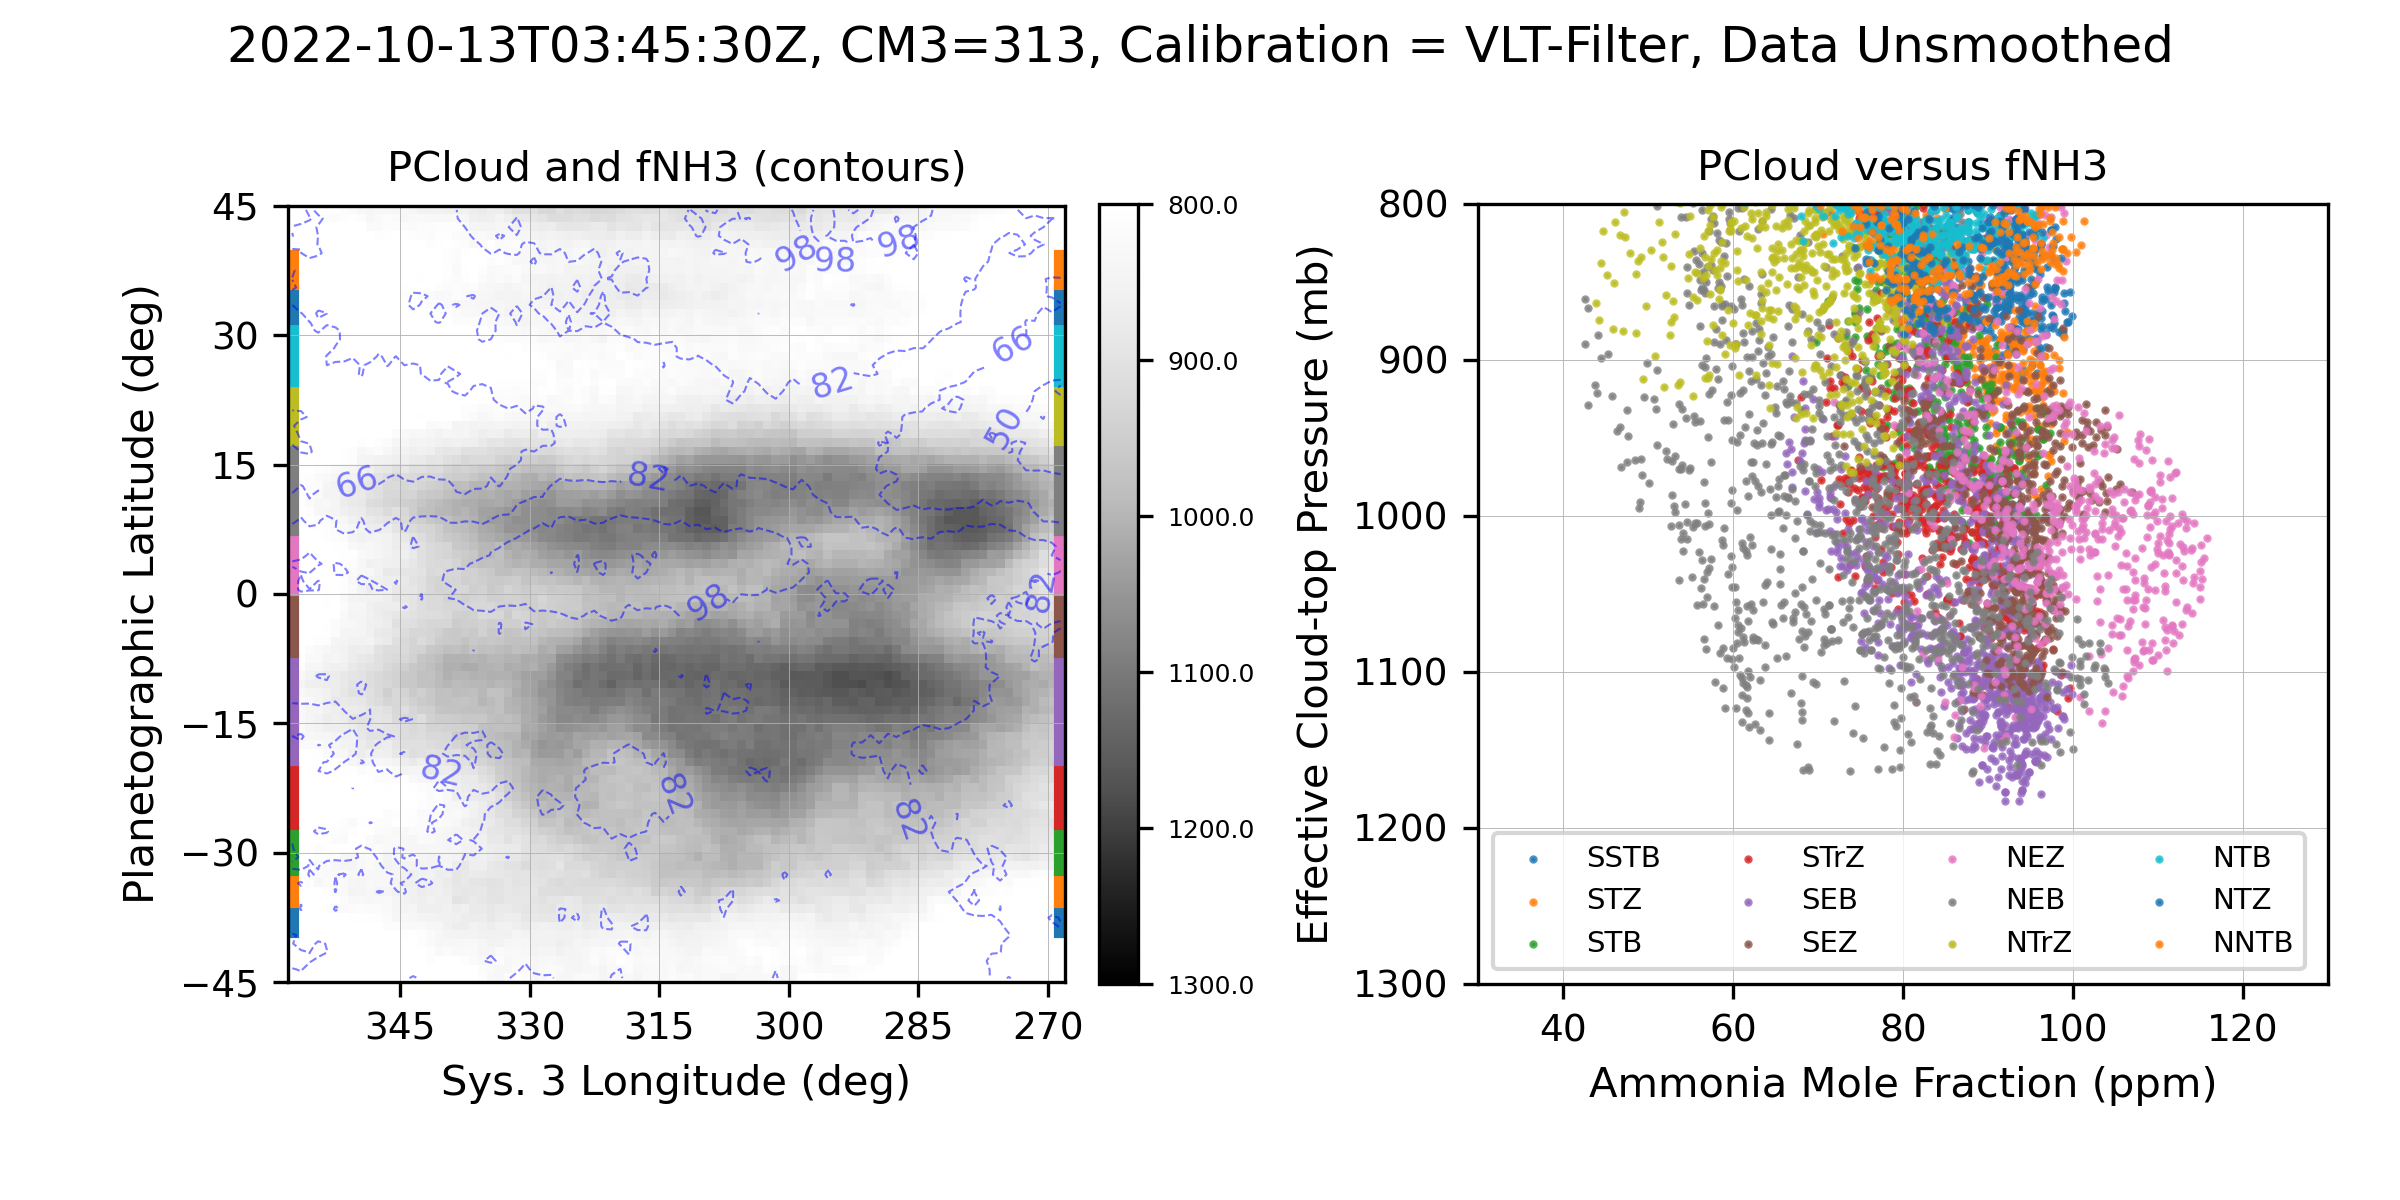 2022-10-13T03:45:30Z, CM3=313, Calibration = VLT-Filter, Data Unsmoothed
PCloud and fNH3 (contours)
Planetographic Latitude (deg)
45
30
15
0
−15
−30
−45
345
330
315
300
285
270
Sys. 3 Longitude (deg)
98
98
98
66
82
50
66
82
98
82
82
82
82
800.0
900.0
1000.0
1100.0
1200.0
1300.0
PCloud versus fNH3
Effective Cloud-top Pressure (mb)
800
900
1000
1100
1200
1300
SSTB
STZ
STB
STrZ
SEB
SEZ
NEZ
NEB
NTrZ
NTB
NTZ
NNTB
40
60
80
100
120
Ammonia Mole Fraction (ppm)